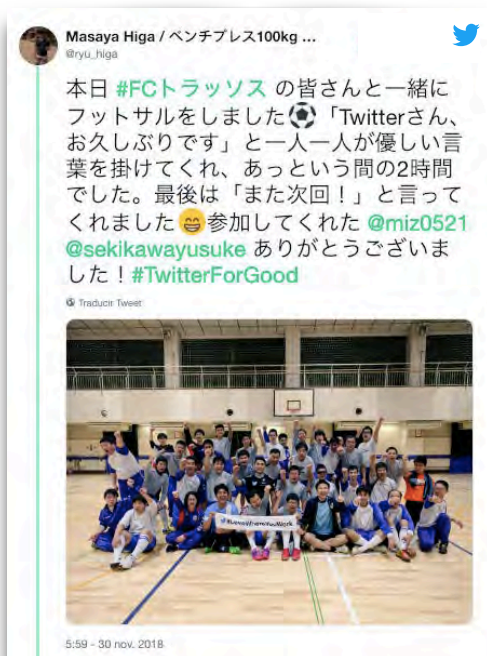 Masaya Higa / ベンチプレス100kg ...
@ryu_higa
本日 #FCトラッソス の皆さんと一緒に
フットサルをしました⚽「Twitterさん、
お久しぶりです」と一人一人が優しい言
葉を掛けてくれ、あっという間の2時間
でした。最後は「また次回！」と言って
くれました😁参加してくれた @miz0521
@sekikawayusuke ありがとうございま
した！#TwitterForGood
Traducir Tweet
#LoveWhereYouWork
5:59 - 30 nov. 2018